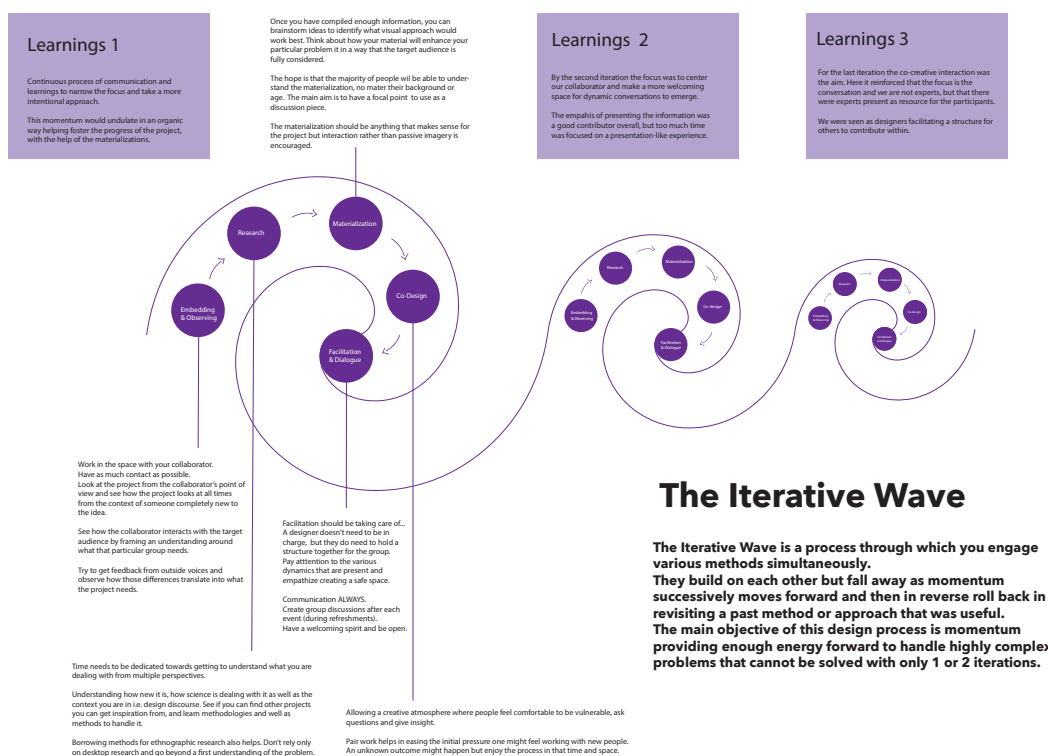 Learnings 1
Continuous process of communication and
learnings to narrow the focus and take a more
intentional approach.
This momentum would undulate in an organic
way helping foster the progress of the project,
with the help of the materializations.
Once you have compiled enough information, you can
brainstorm ideas to identify what visual approach would
work best. Think about how your material will enhance your
particular problem it in a way that the target audience is
fully considered.
The hope is that the majority of people wil be able to under-
stand the materialization, no mater their background or
age. The main aim is to have a focal point to use as a
discussion piece.
The materialization should be anything that makes sense for
the project but interaction rather than passive imagery is
encouraged.
Learnings 2
By the second iteration the focus was to center
our collaborator and make a more welcoming
space for dynamic conversations to emerge.
The empahis of presenting the information was
a good contributor overall, but too much time
was focused on a presentation-like experience.
Learnings 3
For the last iteration the co-creative interaction was
the aim. Here it reinforced that the focus is the
conversation and we are not experts, but that there
were experts present as resource for the participants.
We were seen as designers facilitating a structure for
others to contribute within.
Embedding
& Observing
Research
Materialization
Co-Design
Facilitation
& Dialogue
Embedding
& Observing
Research
Materialization
Co-design
Facilitation
& Dialogue
Embedding
& Observing
Research
Materialization
Co-design
Facilitation
& Dialogue
Work in the space with your collaborator.
Have as much contact as possible.
Look at the project from the collaborator's point of
view and see how the project looks at all times
from the context of someone completely new to
the idea.
See how the collaborator interacts with the target
audience by framing an understanding around
what that particular group needs.
Try to get feedback from outside voices and
observe how those differences translate into what
the project needs.
Facilitation should be taking care of...
A designer doesn't need to be in
charge, but they do need to hold a
structure together for the group.
Pay atttention to the various
dynamics that are present and
empathize creating a safe space.
Communication ALWAYS.
Create group discussions after each
event (during refreshments).
Have a welcoming spirit and be open.
Time needs to be dedicated towards getting to understand what you are
dealing with from multiple perspectives.
Understanding how new it is, how science is dealing with it as well as the
context you are in i.e. design discourse. See if you can find other projects
you can get inspiration from, and learn methodologies and well as
methods to handle it.
Borrowing methods for ethnographic research also helps. Don't rely only
on desktop research and go beyond a first understanding of the problem.
Allowing a creative atmosphere where people feel comfortable to be vulnerable, ask
questions and give insight.
Pair work helps in easing the initial pressure one might feel working with new people.
An unknown outcome might happen but enjoy the process in that time and space.
The Iterative Wave
The Iterative Wave is a process through which you engage
various methods simultaneously.
They build on each other but fall away as momentum
successively moves forward and then in reverse roll back in
revisiting a past method or approach that was useful.
The main objective of this design process is momentum
providing enough energy forward to handle highly complex
problems that cannot be solved with only 1 or 2 iterations.